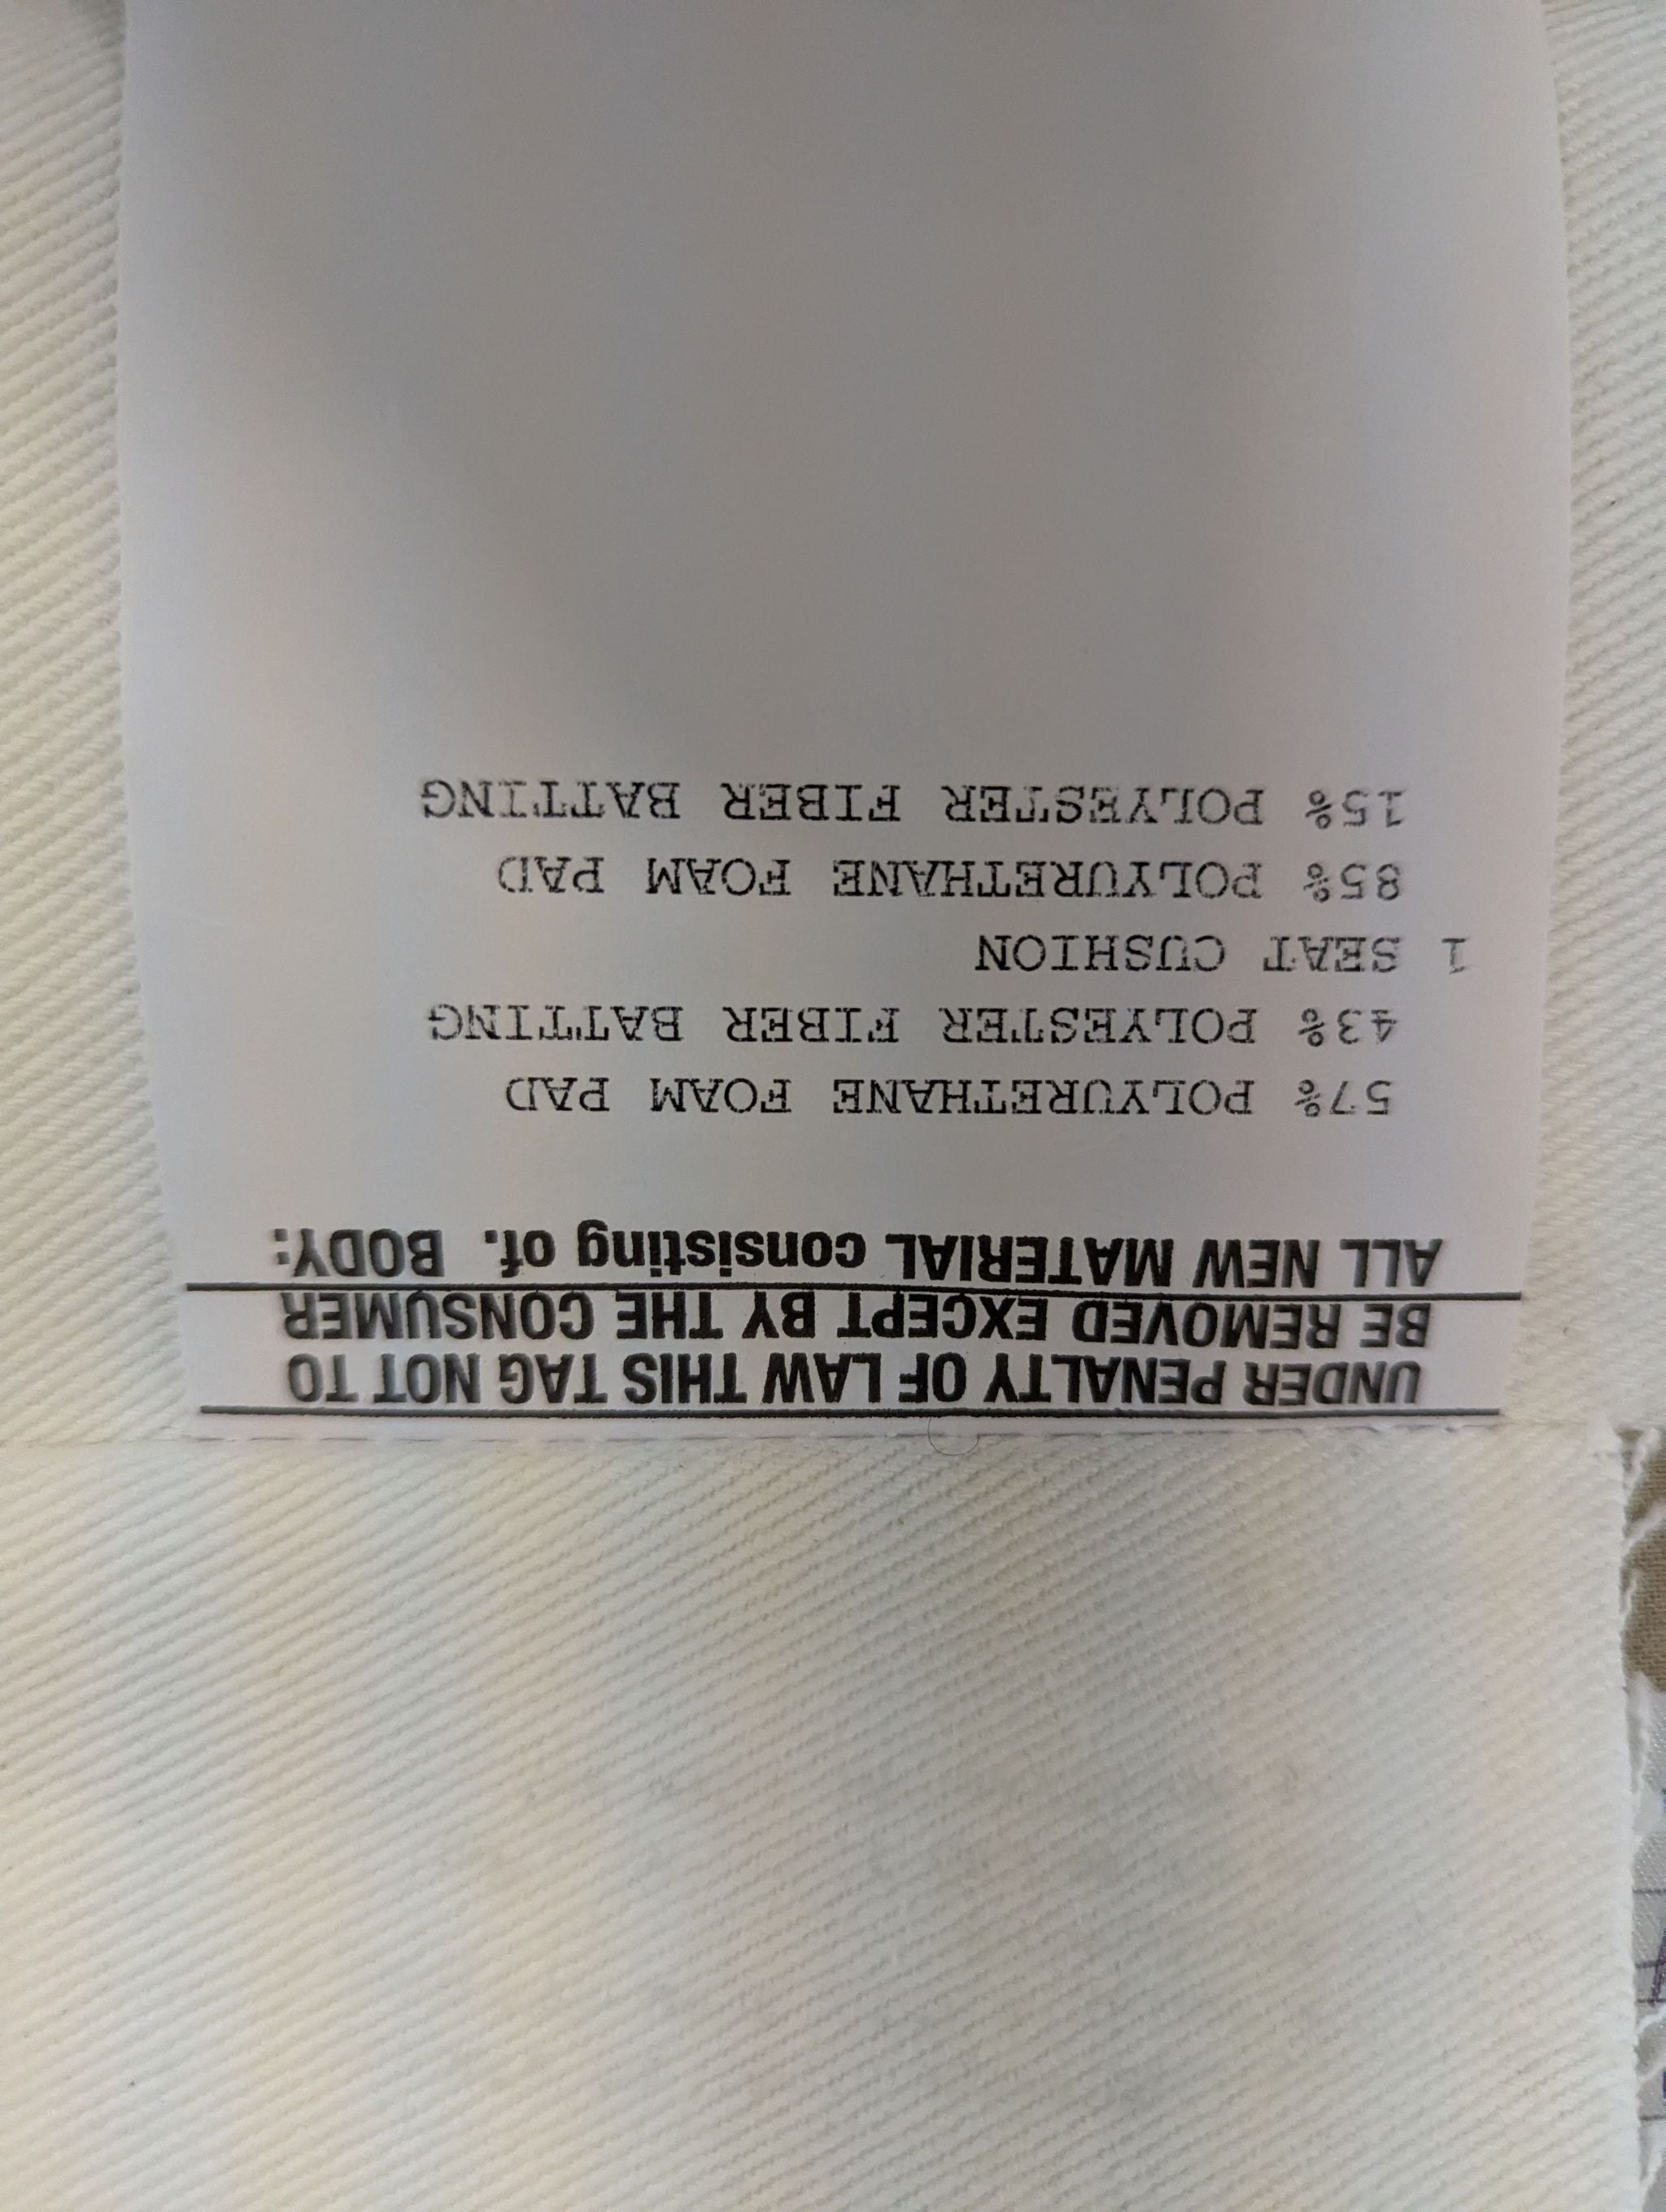 UNDER PENALTY OF LAW THIS TAG NOT TO
BE REMOVED EXCEPT BY THE CONSUMER
ALL NEW MATERIAL consisting of. BODY:
57% POLYURETHANE FOAM PAD
43% POLYESTER FIBER BATTING
1 SEAT CUSHION
85% POLYURETHANE FOAM PAD
15% POLYESTER FIBER BATTING